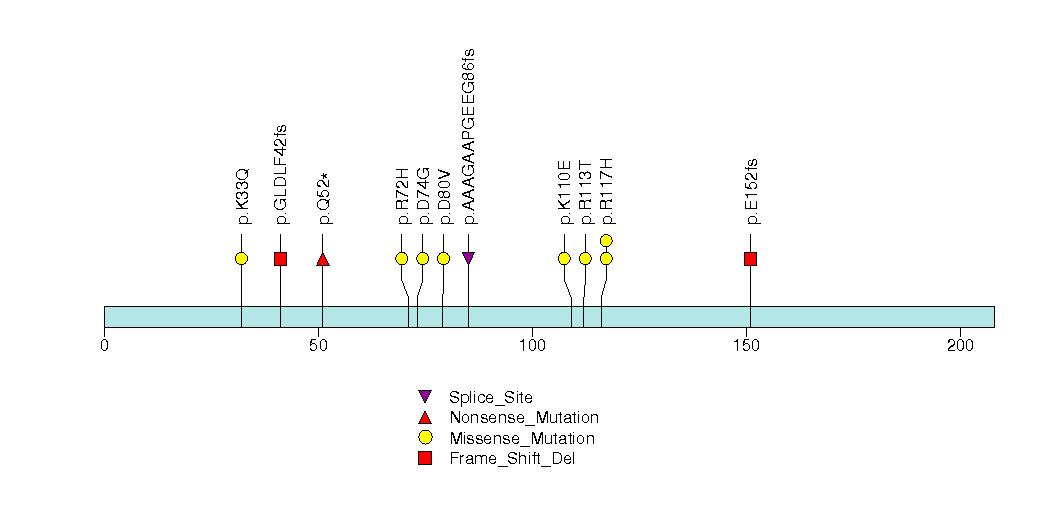 p.K33Q
p.GLDLF42fs
p.Q52*
p.R72H
p.D74G
p.D80V
p.AAAGAAPGEEG86fs
p.K110E
p.R113T
p.R117H
p.E152fs
0 50 100 150 200
Splice_Site
Nonsense_Mutation
Missense_Mutation
Frame_Shift_Del